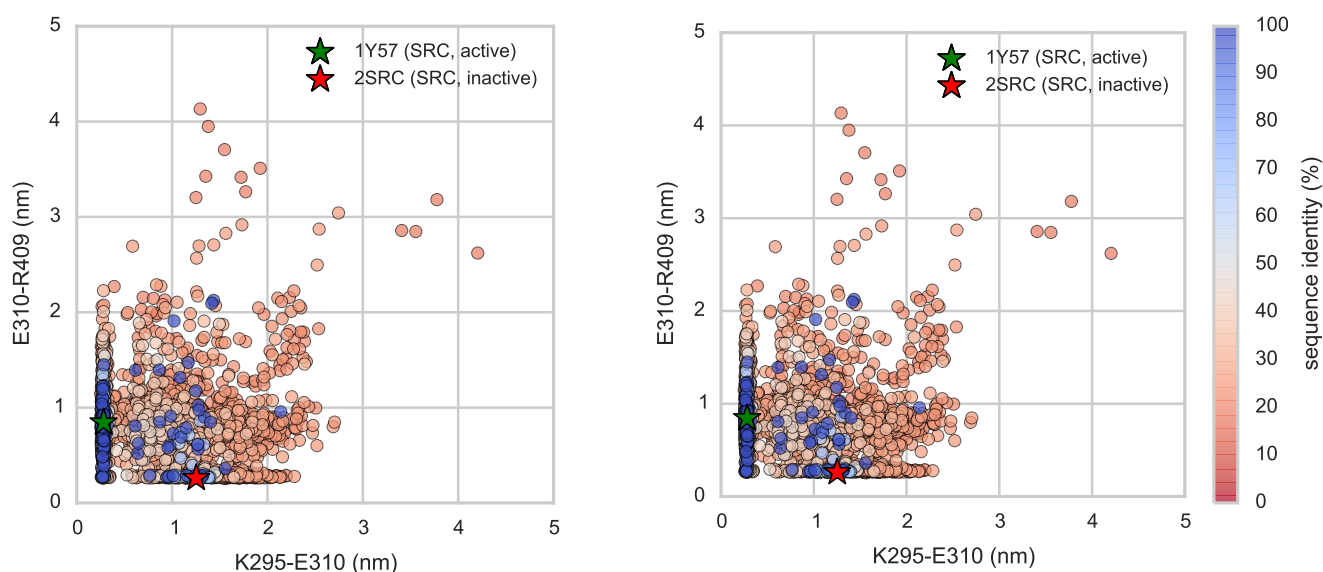 5
4
3
2
1
0
E310-R409 (nm)
1Y57 (SRC, active)
2SRC (SRC, inactive)
0 1 2 3 4 5
K295-E310 (nm)
5
4
3
2
1
0
E310-R409 (nm)
1Y57 (SRC, active)
2SRC (SRC, inactive)
0 1 2 3 4 5
K295-E310 (nm)
100
90
80
70
60
50
40
30
20
10
0
sequence identity (%)